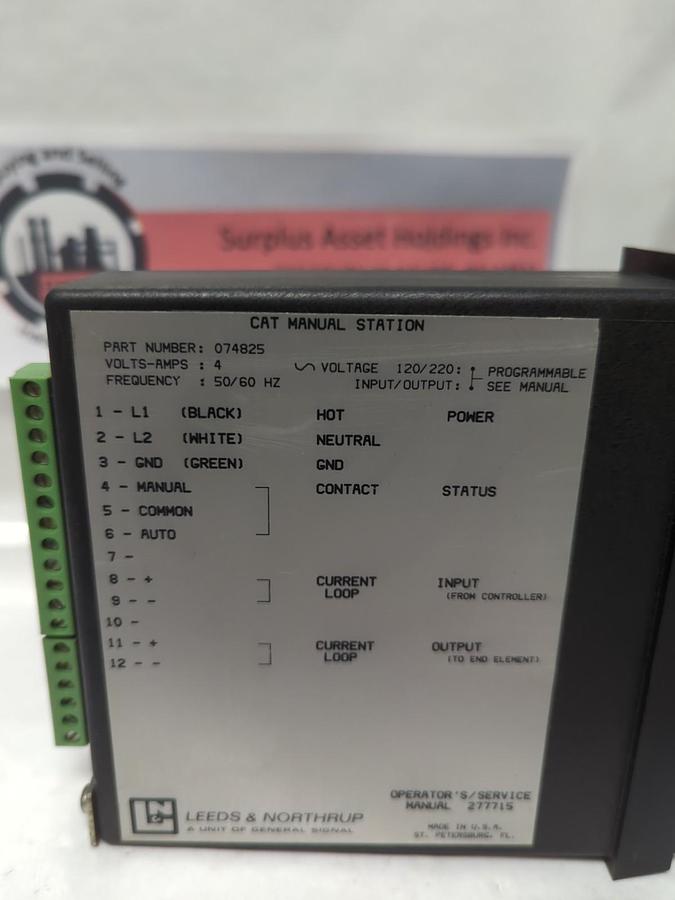 Surplus Asset Holdings Inc.
CAT MANUAL STATION
PART NUMBER: 074825
VOLTS-AMPS : 4
FREQUENCY : 50/60 HZ
VOLTAGE 120/220:
INPUT/OUTPUT:
PROGRAMMABLE
SEE MANUAL
1 - L1 (BLACK) HOT POWER
2 - L2 (WHITE) NEUTRAL
3 - GND (GREEN) GND
4 - MANUAL CONTACT STATUS
5 - COMMON
6 - AUTO
7 -
8 - + CURRENT INPUT
9 - - LOOP (FROM CONTROLLER)
10 -
11 - + CURRENT OUTPUT
12 - - LOOP (TO END ELEMENT)
OPERATOR'S/SERVICE
MANUAL 277715
L&N LEEDS & NORTHRUP
A UNIT OF GENERAL SIGNAL
MADE IN U.S.A.
ST. PETERSBURG, FL.